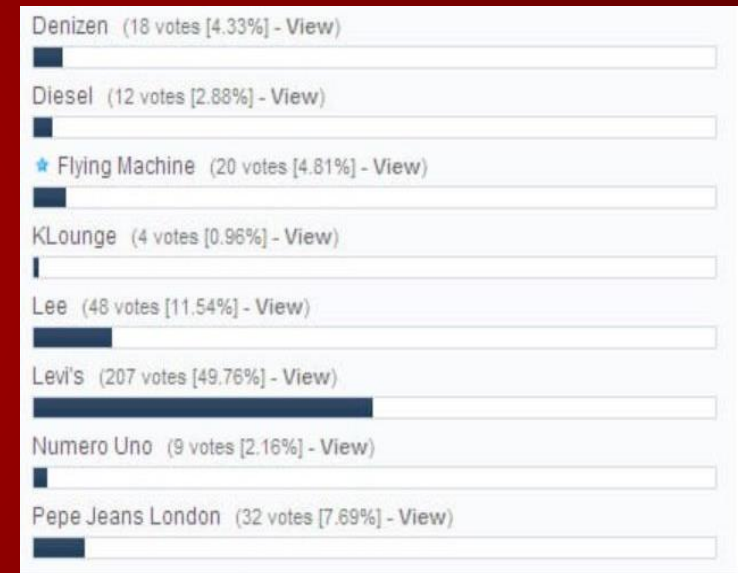 Denizen (18 votes [4.33%] - View)
Diesel (12 votes [2.88%] - View)
Flying Machine (20 votes [4.81%] - View)
KLounge (4 votes [0.96%] - View)
Lee (48 votes [11.54%] - View)
Levi's (207 votes [49.76%] - View)
Numero Uno (9 votes [2.16%] - View)
Pepe Jeans London (32 votes [7.69%] - View)